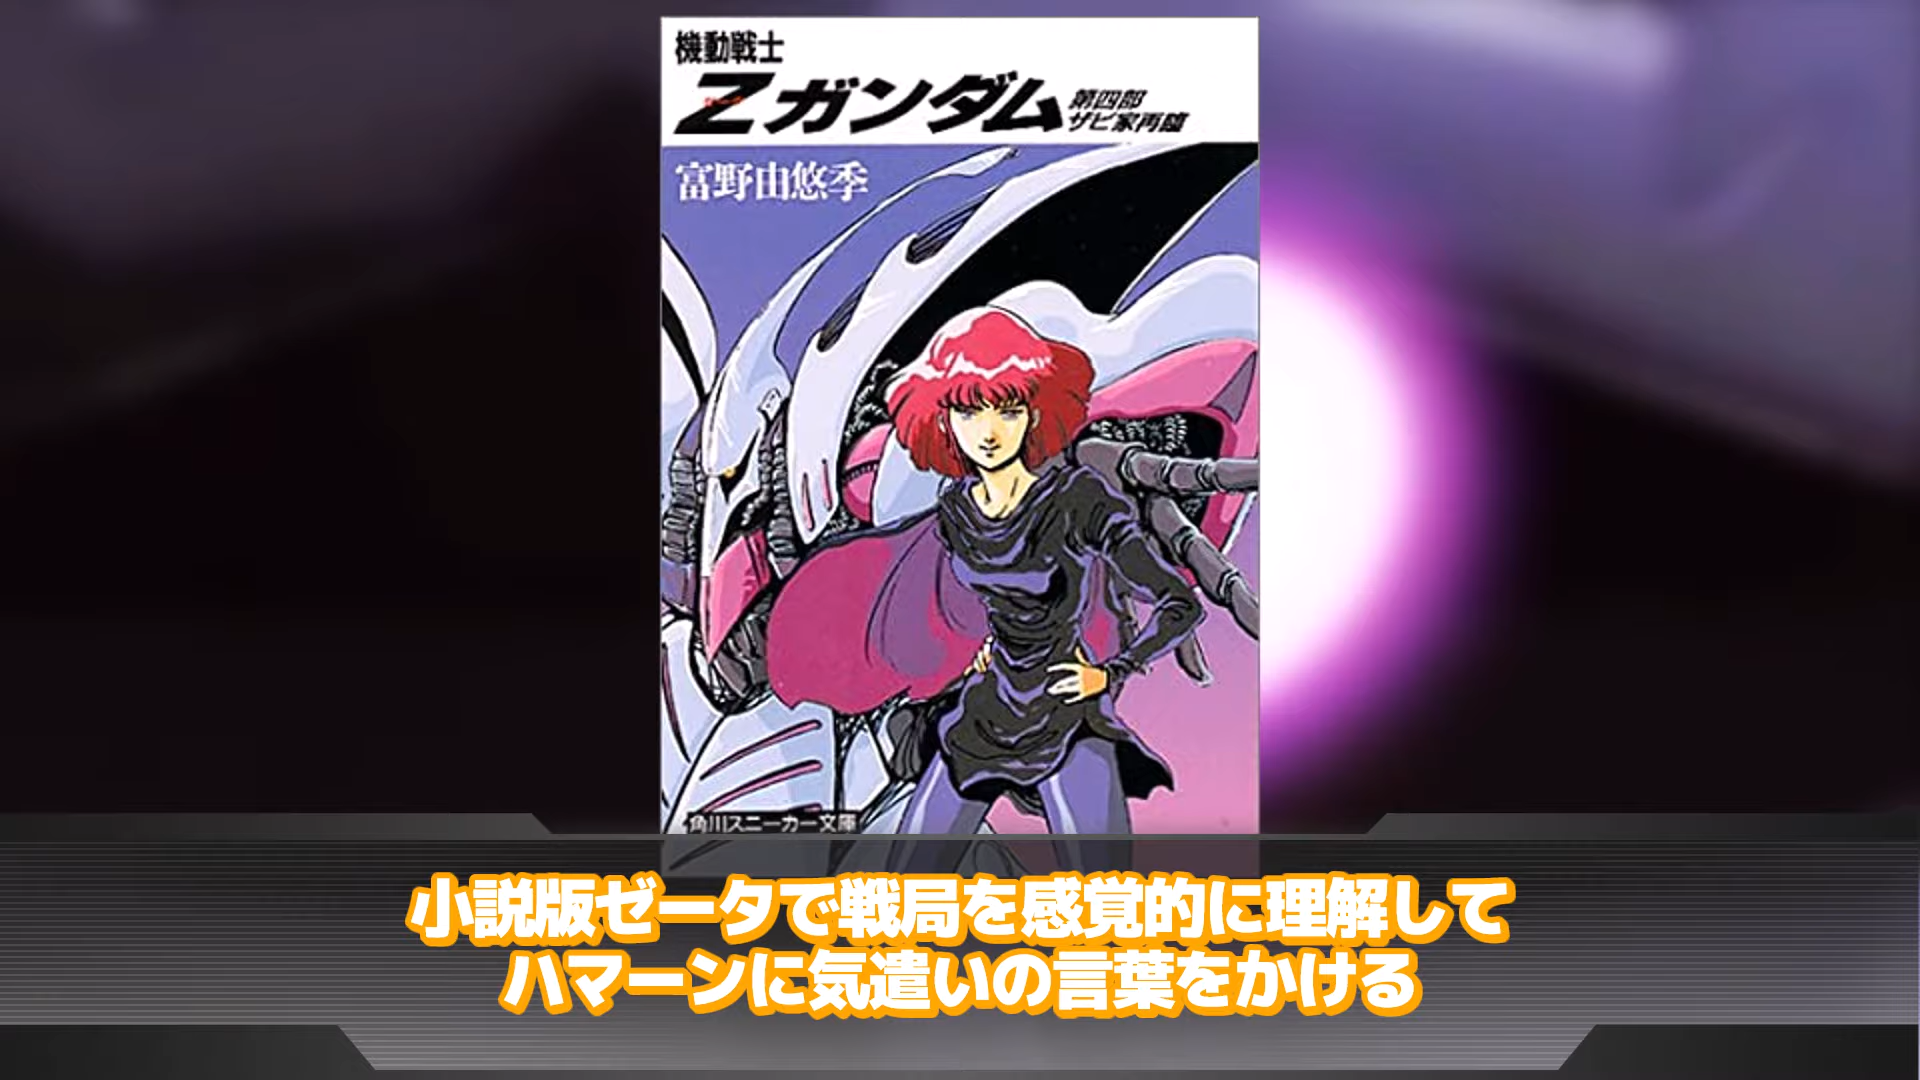 機動戦士
Zガンダム
ゼータ
第四部
ザビ家再臨
富野由悠季
角川スニーカー文庫
小説版ゼータで戦局を感覚的に理解して
ハマーンに気遣いの言葉をかける